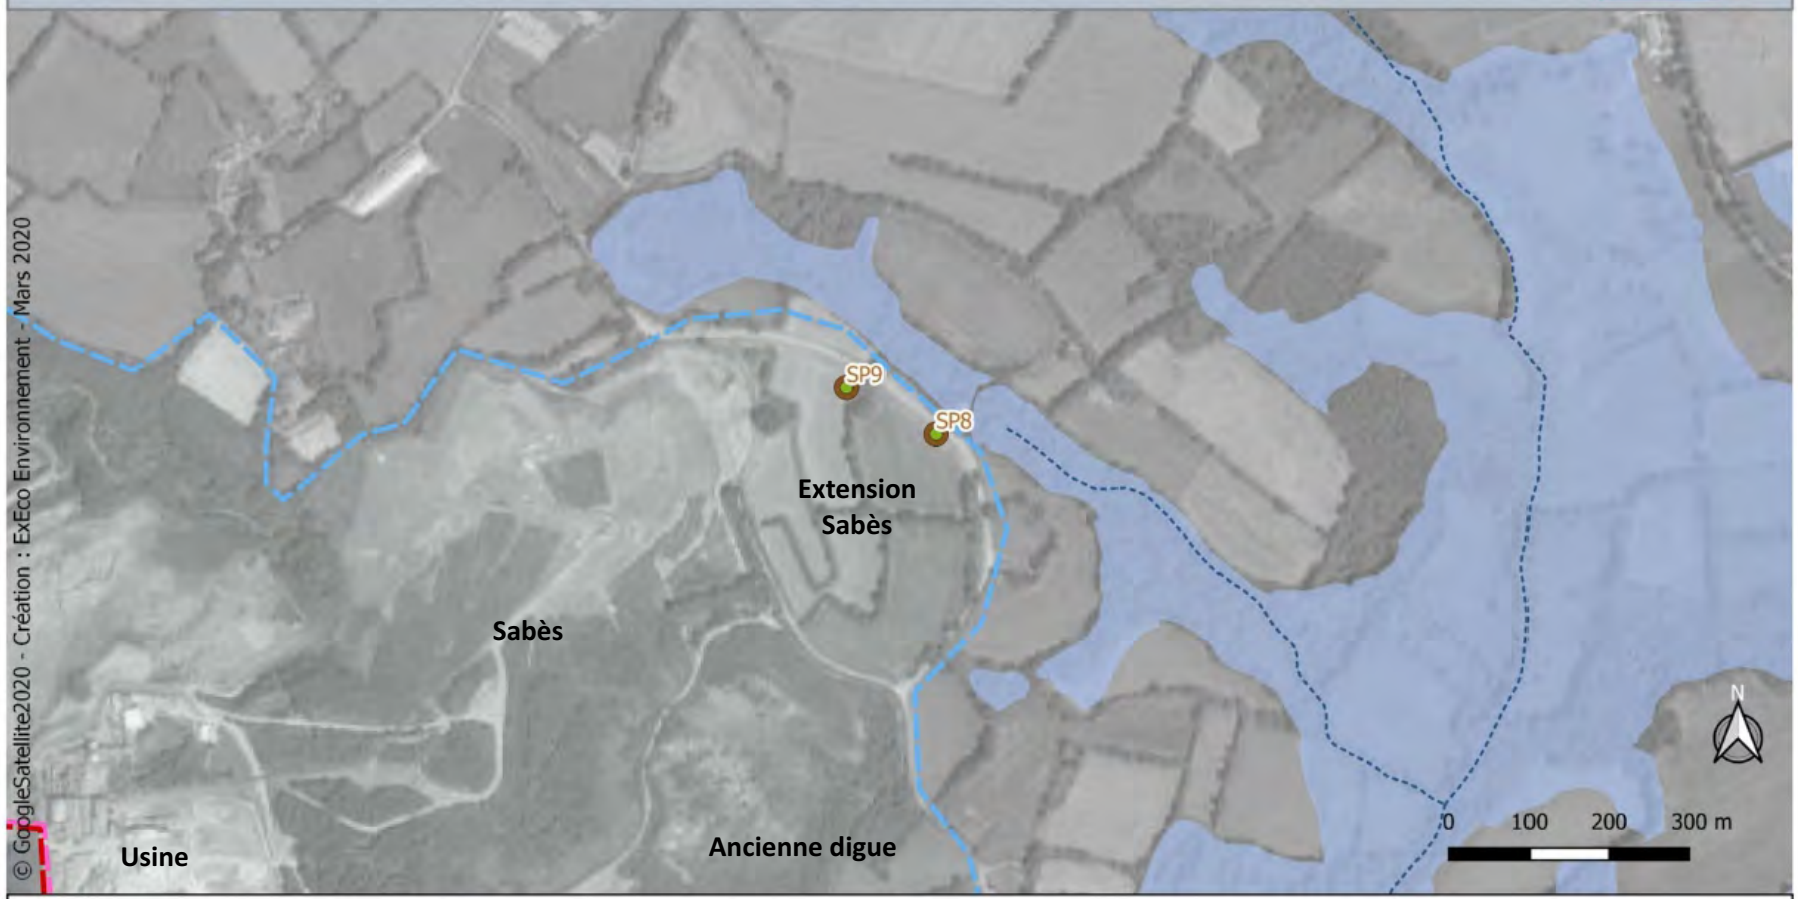 © GoogleSatellite2020 - Création : ExEco Environnement - Mars 2020
SP9
SP8
Extension
Sabès
Sabès
N
0 100 200 300 m
Ancienne digue
Usine